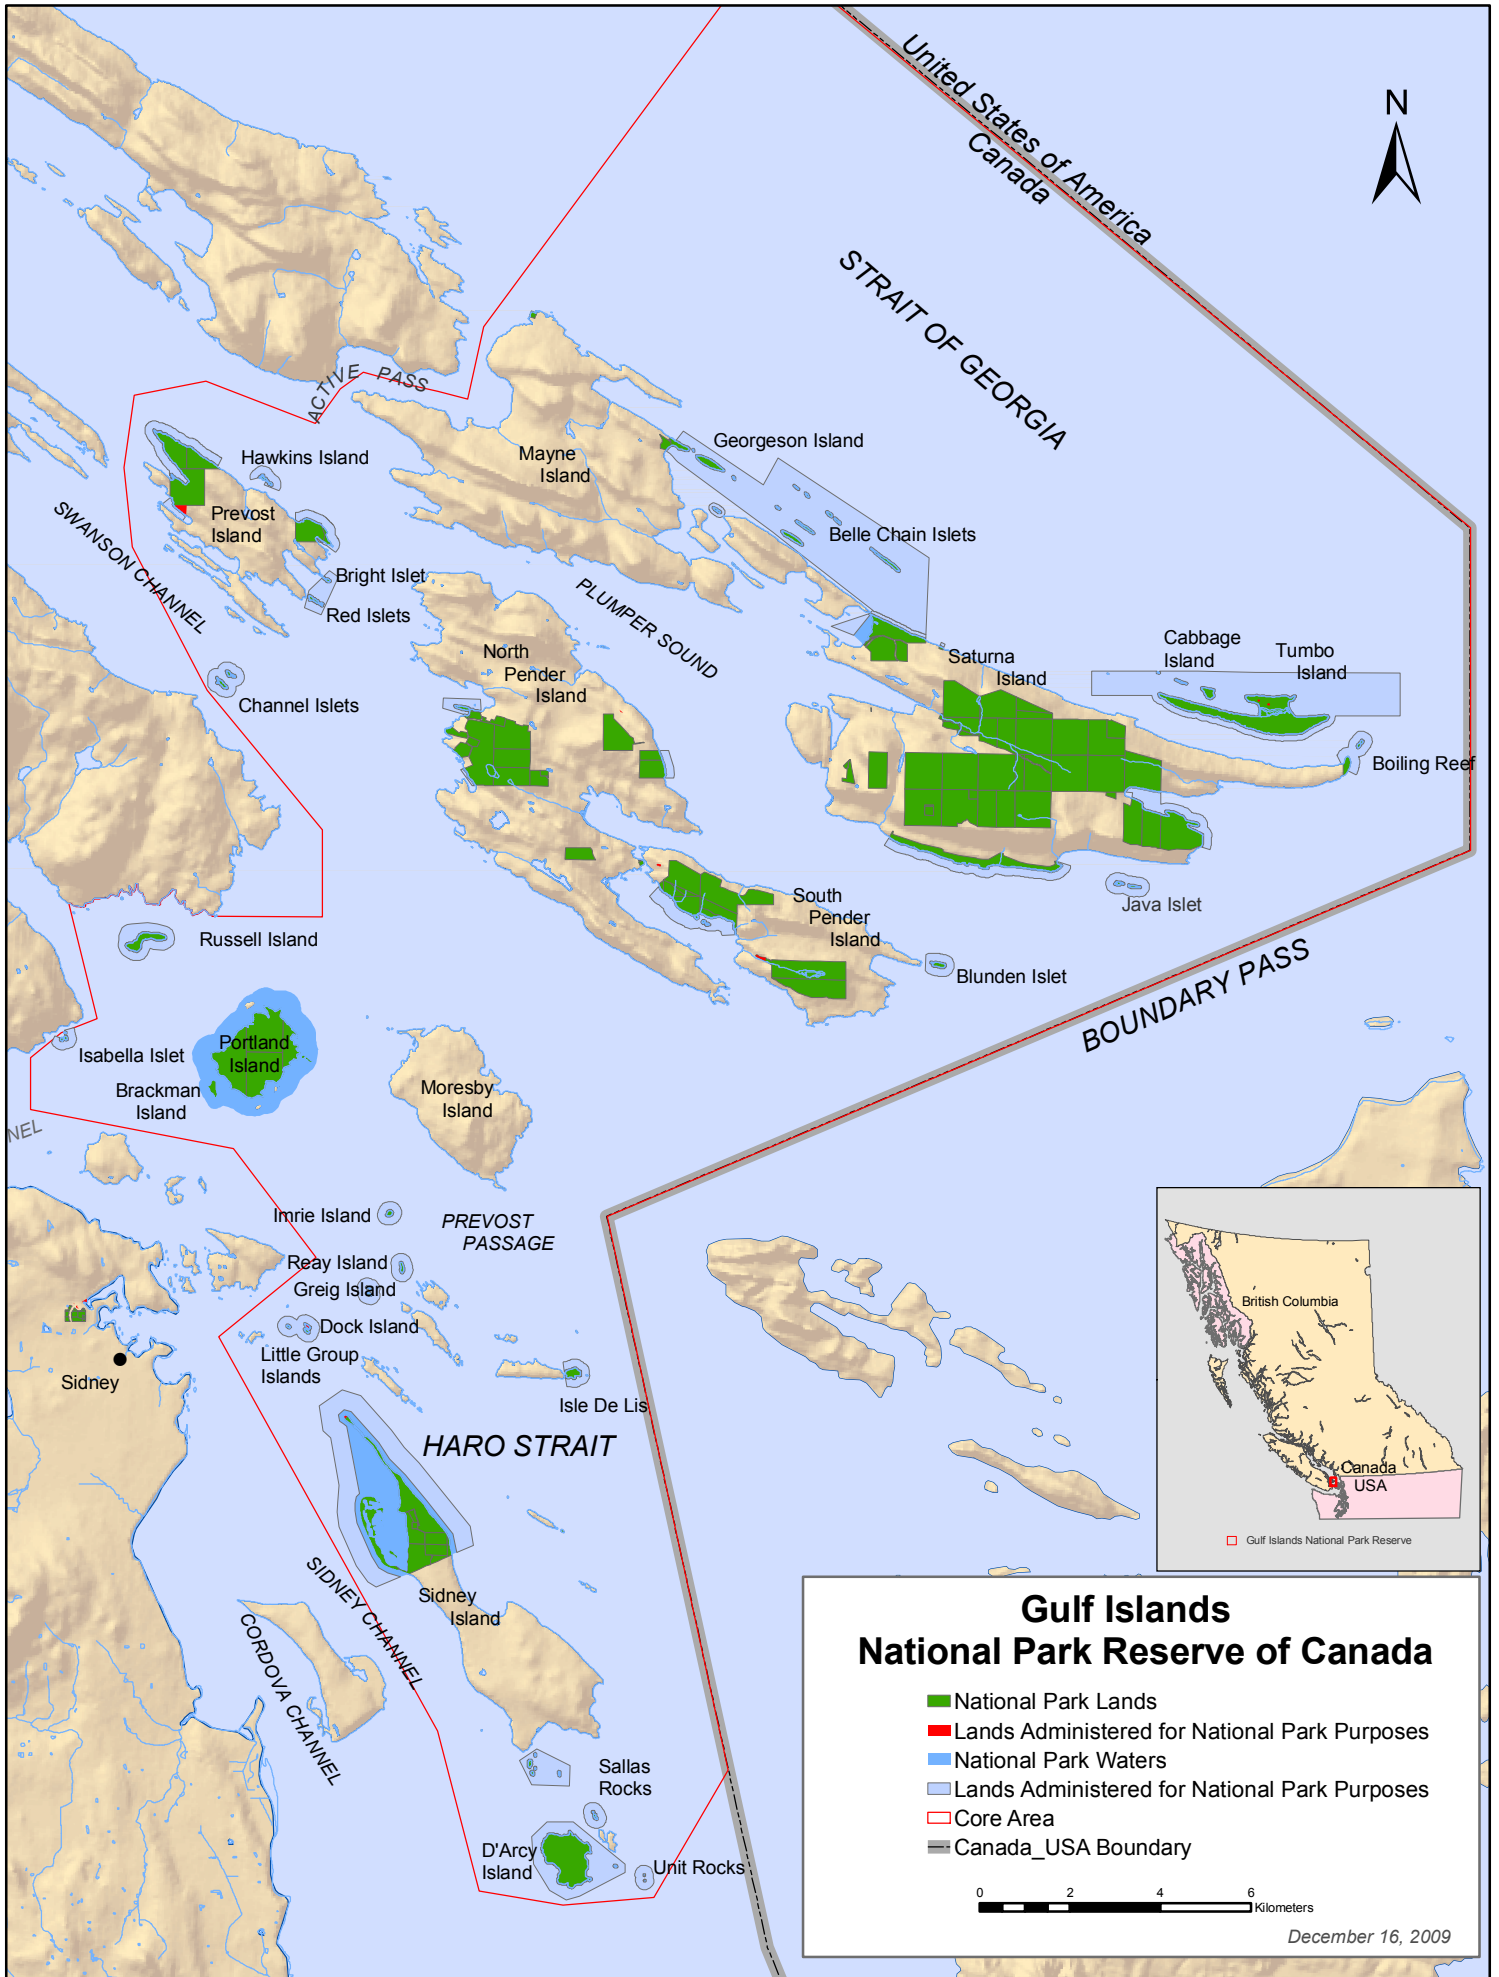 United States of America
Canada
N
STRAIT OF GEORGIA
ACTIVE PASS
Georgeson Island
Hawkins Island
Mayne
Island
Prevost
Island
Belle Chain Islets
SWANSON CHANNEL
Bright Islet
Red Islets
PLUMPER SOUND
Cabbage
Island
Tumbo
Island
North
Pender
Island
Saturna
Island
Channel Islets
Boiling Reef
South
Pender
Island
Java Islet
Russell Island
Blunden Islet
BOUNDARY PASS
Portland
Island
Isabella Islet
Brackman
Island
Moresby
Island
NEL
Imrie Island
PREVOST
PASSAGE
Reay Island
Greig Island
Dock Island
Little Group
Islands
Sidney
Isle De Lis
HARO STRAIT
British Columbia
Canada
USA
Gulf Islands National Park Reserve
SIDNEY CHANNEL
Sidney
Island
CORDOVA CHANNEL
Sallas
Rocks
D'Arcy
Island
Unit Rocks
Gulf Islands
National Park Reserve of Canada
National Park Lands
Lands Administered for National Park Purposes
National Park Waters
Lands Administered for National Park Purposes
Core Area
Canada_USA Boundary
0 2 4 6
Kilometers
December 16, 2009